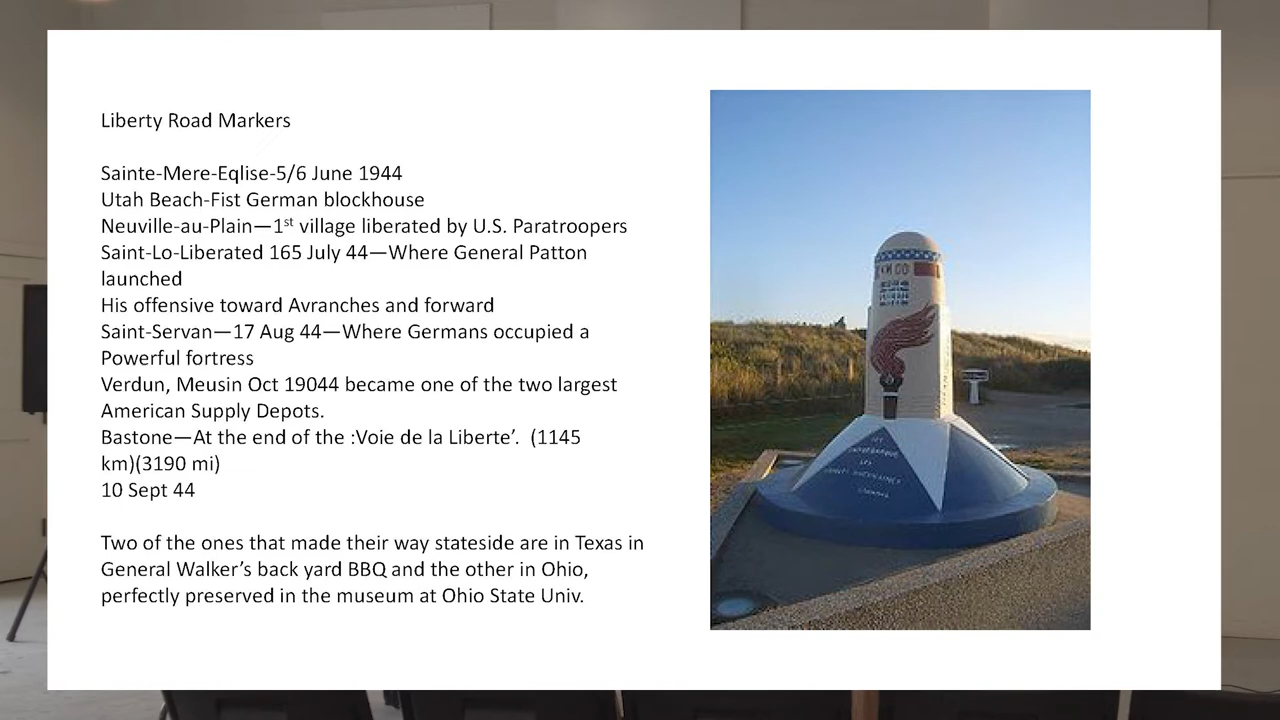 Liberty Road Markers
Sainte-Mere-Eqlise-5/6 June 1944
Utah Beach-Fist German blockhouse
Neuville-au-Plain—1st village liberated by U.S. Paratroopers
Saint-Lo-Liberated 165 July 44—Where General Patton
launched
His offensive toward Avranches and forward
Saint-Servan—17 Aug 44—Where Germans occupied a
Powerful fortress
Verdun, Meusin Oct 19044 became one of the two largest
American Supply Depots.
Bastone—At the end of the :Voie de la Liberte’.  (1145
km)(3190 mi)
10 Sept 44
Two of the ones that made their way stateside are in Texas in
General Walker’s back yard BBQ and the other in Ohio,
perfectly preserved in the museum at Ohio State Univ.
KM 00